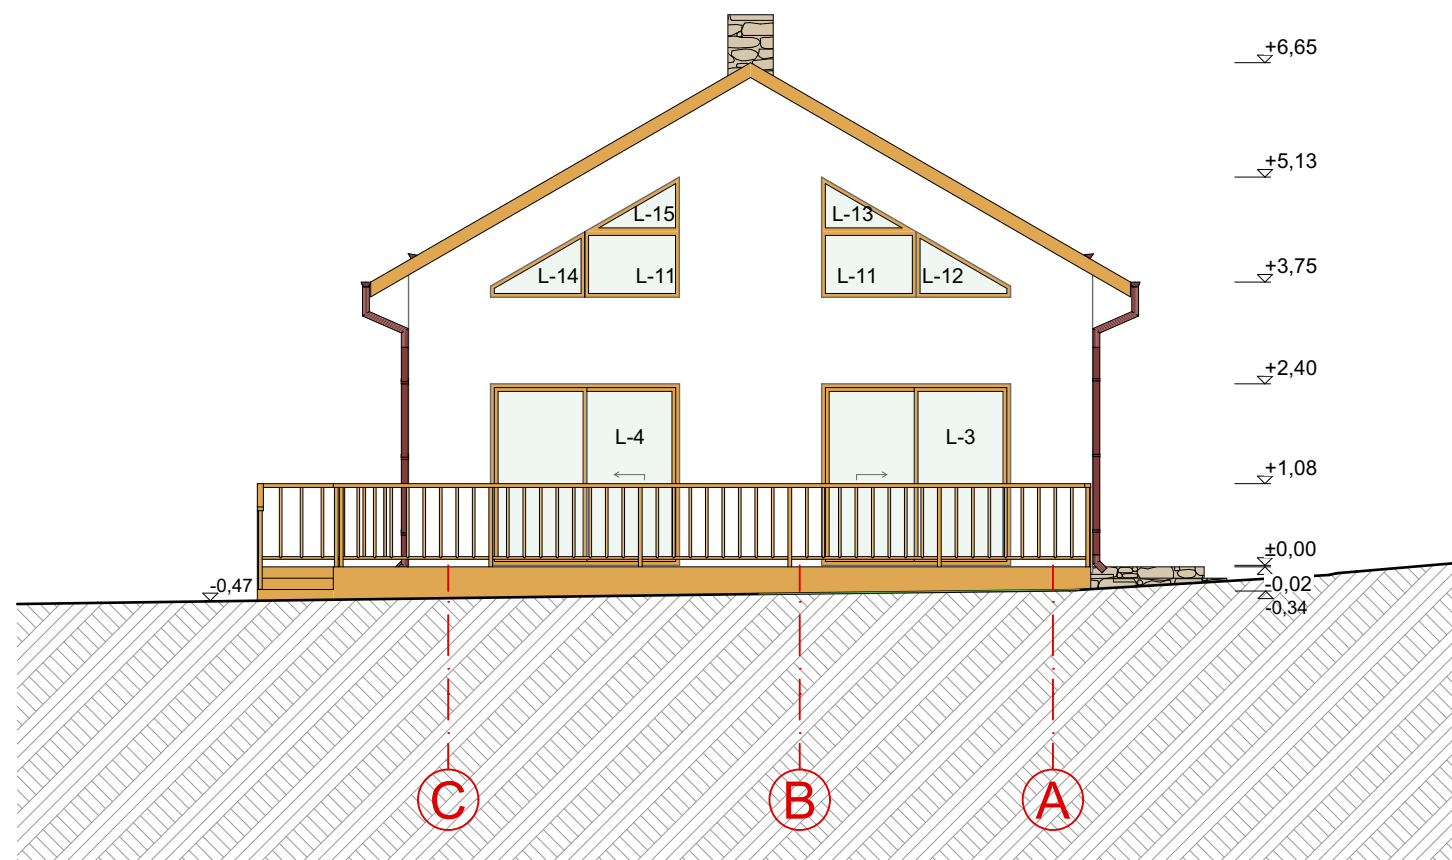 +6,65
+5,13
L-15
L-13
+3,75
L-14
L-11
L-11
L-12
+2,40
L-4
L-3
+1,08
±0,00
-0,47
-0,02
-0,34
C
B
A